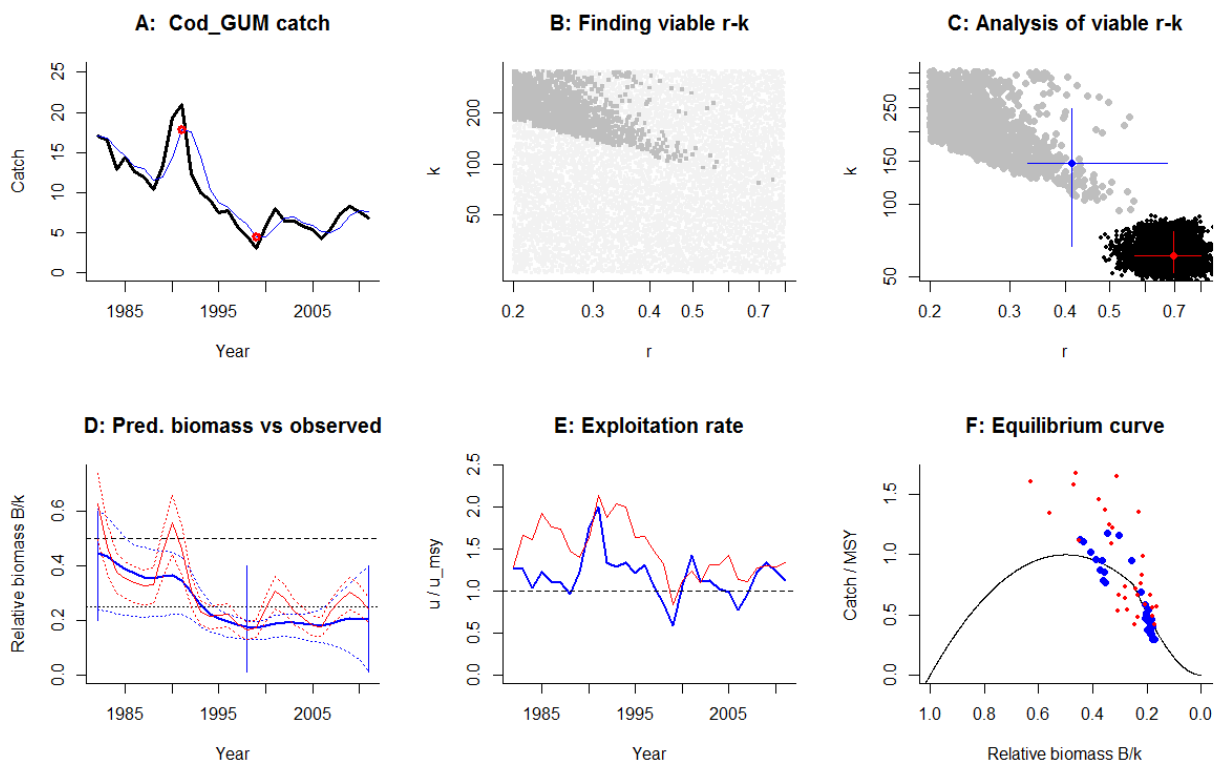 A:  Cod_GUM catch
B: Finding viable r-k
C: Analysis of viable r-k
Catch
0
5
10
15
20
25
1985
1995
2005
Year
k
50
100
200
0.2
0.3
0.4
0.5
0.7
r
k
50
100
150
250
0.2
0.3
0.4
0.5
0.7
r
D: Pred. biomass vs observed
E: Exploitation rate
F: Equilibrium curve
Relative biomass B/k
0.0
0.2
0.4
0.6
1985
1995
2005
Year
u / u_msy
0.0
0.5
1.0
1.5
2.0
2.5
1985
1995
2005
Year
Catch / MSY
0.0
0.5
1.0
1.5
1.0
0.8
0.6
0.4
0.2
0.0
Relative biomass B/k